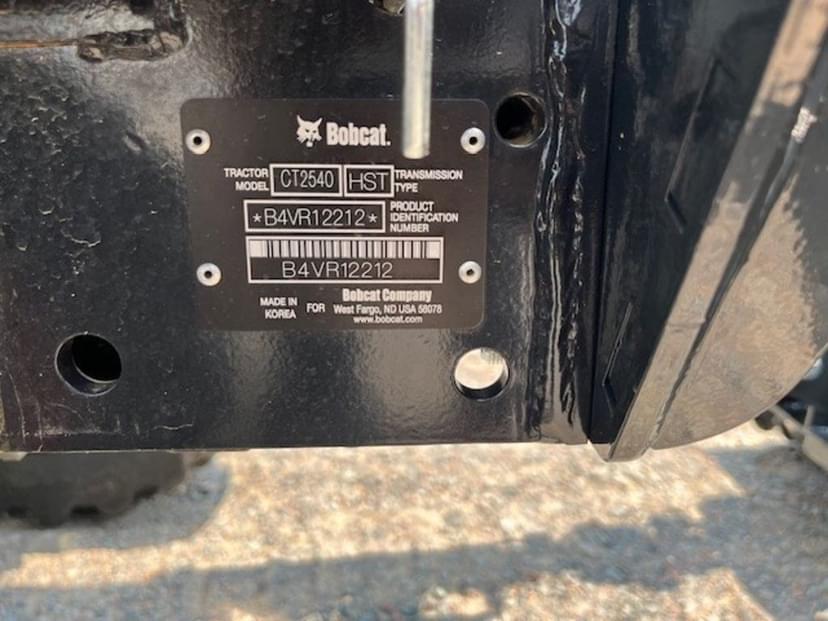 Bobcat.
TRACTOR MODEL CT2540 HST TRANSMISSION TYPE
*B4VR12212* PRODUCT IDENTIFICATION NUMBER
B4VR12212
MADE IN KOREA FOR Bobcat Company
West Fargo, ND USA 58078
www.bobcat.com